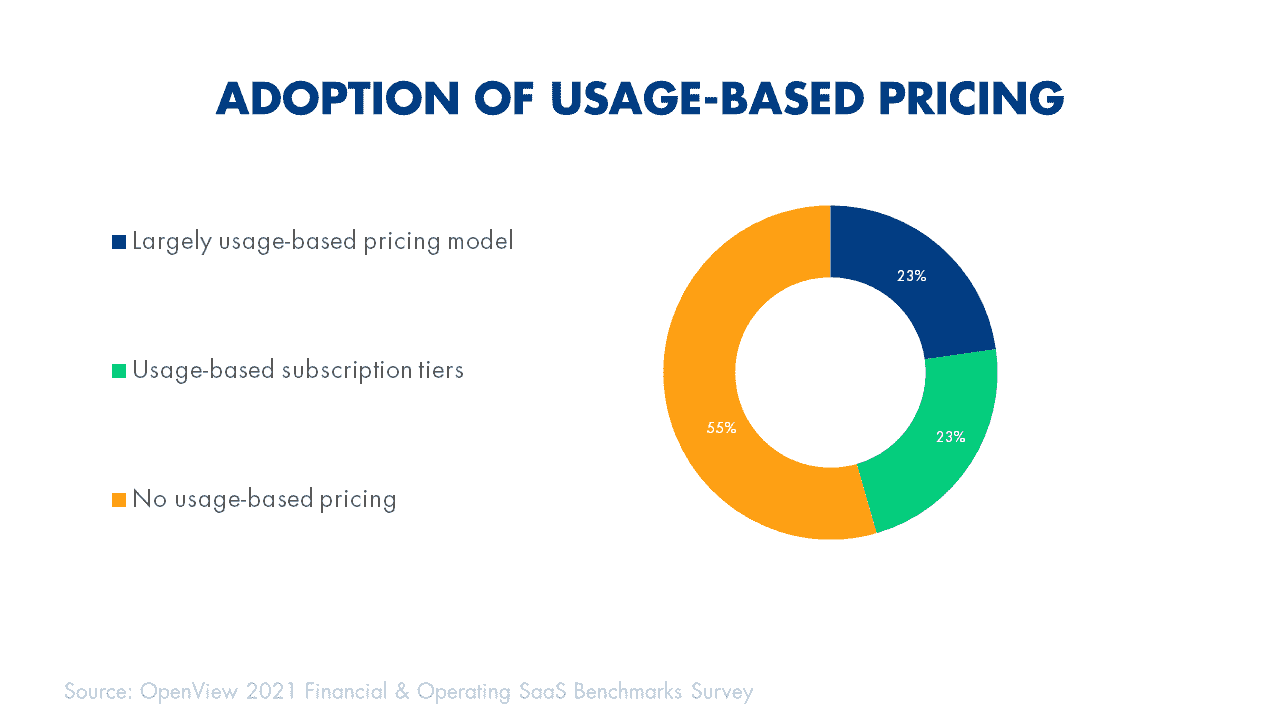 ADOPTION OF USAGE-BASED PRICING
Largely usage-based pricing model
Usage-based subscription tiers
No usage-based pricing
23%
23%
55%
Source: OpenView 2021 Financial & Operating SaaS Benchmarks Survey